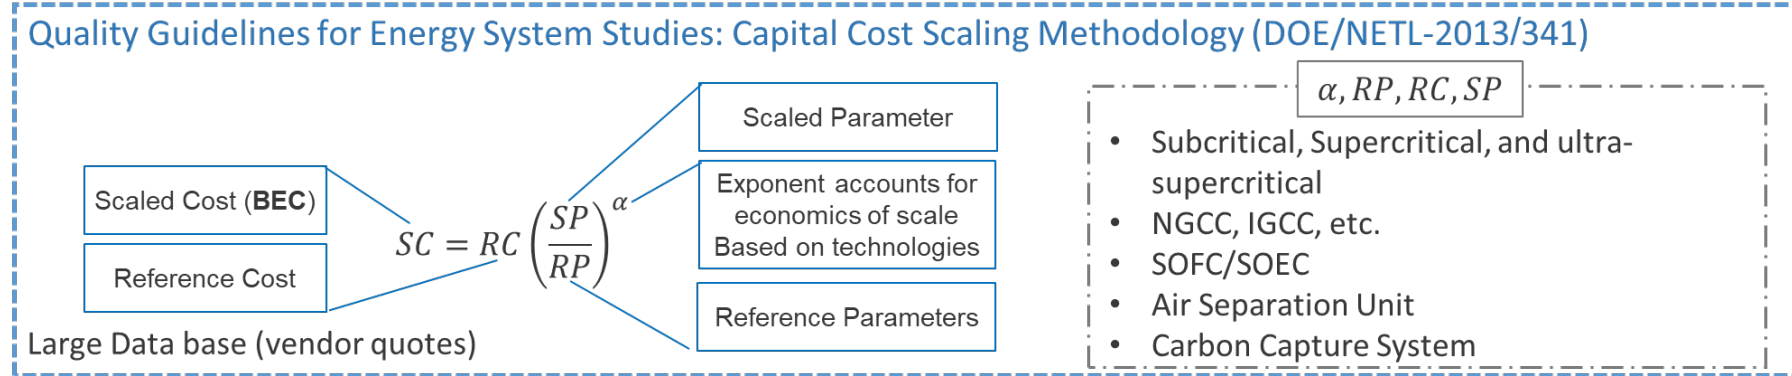 Quality Guidelines for Energy System Studies: Capital Cost Scaling Methodology (DOE/NETL-2013/341)
Scaled Cost (BEC)
Reference Cost
Large Data base (vendor quotes)
SC = RC (SP/RP)^α
Scaled Parameter
Exponent accounts for
economics of scale
Based on technologies
Reference Parameters
α, RP, RC, SP
• Subcritical, Supercritical, and ultra-
supercritical
• NGCC, IGCC, etc.
• SOFC/SOEC
• Air Separation Unit
• Carbon Capture System